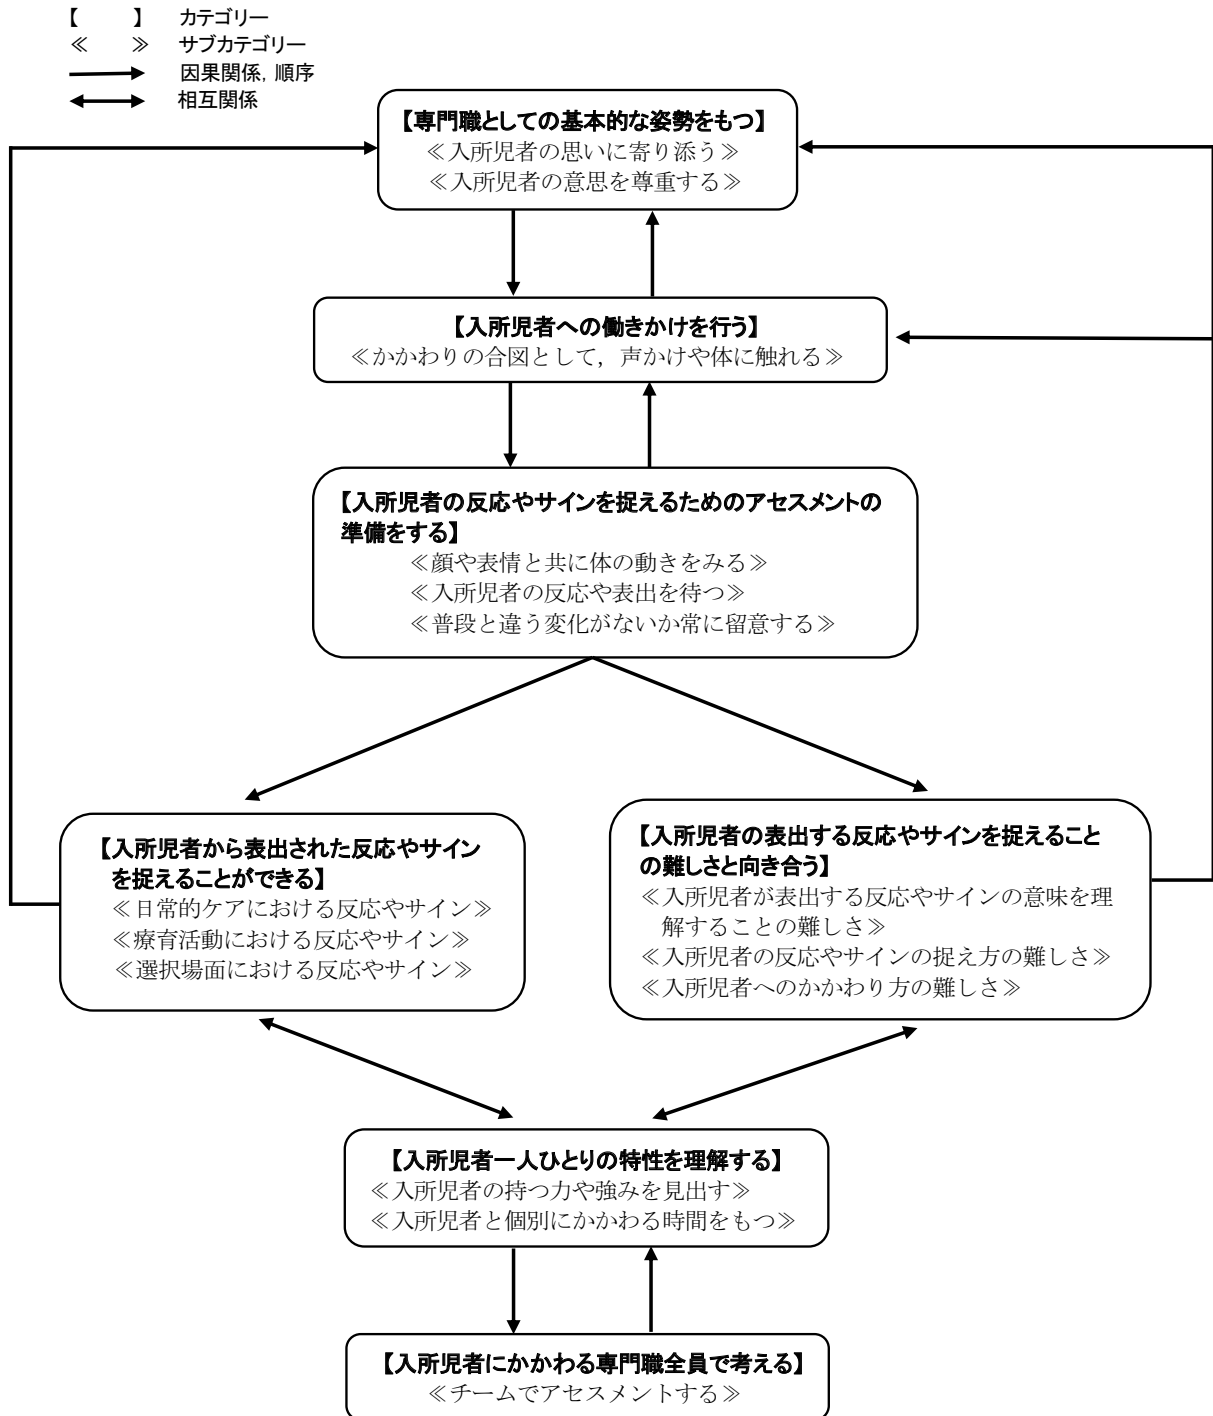 【　　】　カテゴリー
≪　　≫　サブカテゴリー
因果関係，順序
相互関係
【専門職としての基本的な姿勢をもつ】
≪入所児者の思いに寄り添う≫
≪入所児者の意思を尊重する≫
【入所児者への働きかけを行う】
≪かかわりの合図として，声かけや体に触れる≫
【入所児者の反応やサインを捉えるためのアセスメントの
準備をする】
≪顔や表情と共に体の動きをみる≫
≪入所児者の反応や表出を待つ≫
≪普段と違う変化がないか常に留意する≫
【入所児者から表出された反応やサイン
を捉えることができる】
≪日常的ケアにおける反応やサイン≫
≪療育活動における反応やサイン≫
≪選択場面における反応やサイン≫
【入所児者の表出する反応やサインを捉えること
の難しさと向き合う】
≪入所児者が表出する反応やサインの意味を理
解することの難しさ≫
≪入所児者の反応やサインの捉え方の難しさ≫
≪入所児者へのかかわり方の難しさ≫
【入所児者一人ひとりの特性を理解する】
≪入所児者の持つ力や強みを見出す≫
≪入所児者と個別にかかわる時間をもつ≫
【入所児者にかかわる専門職全員で考える】
≪チームでアセスメントする≫